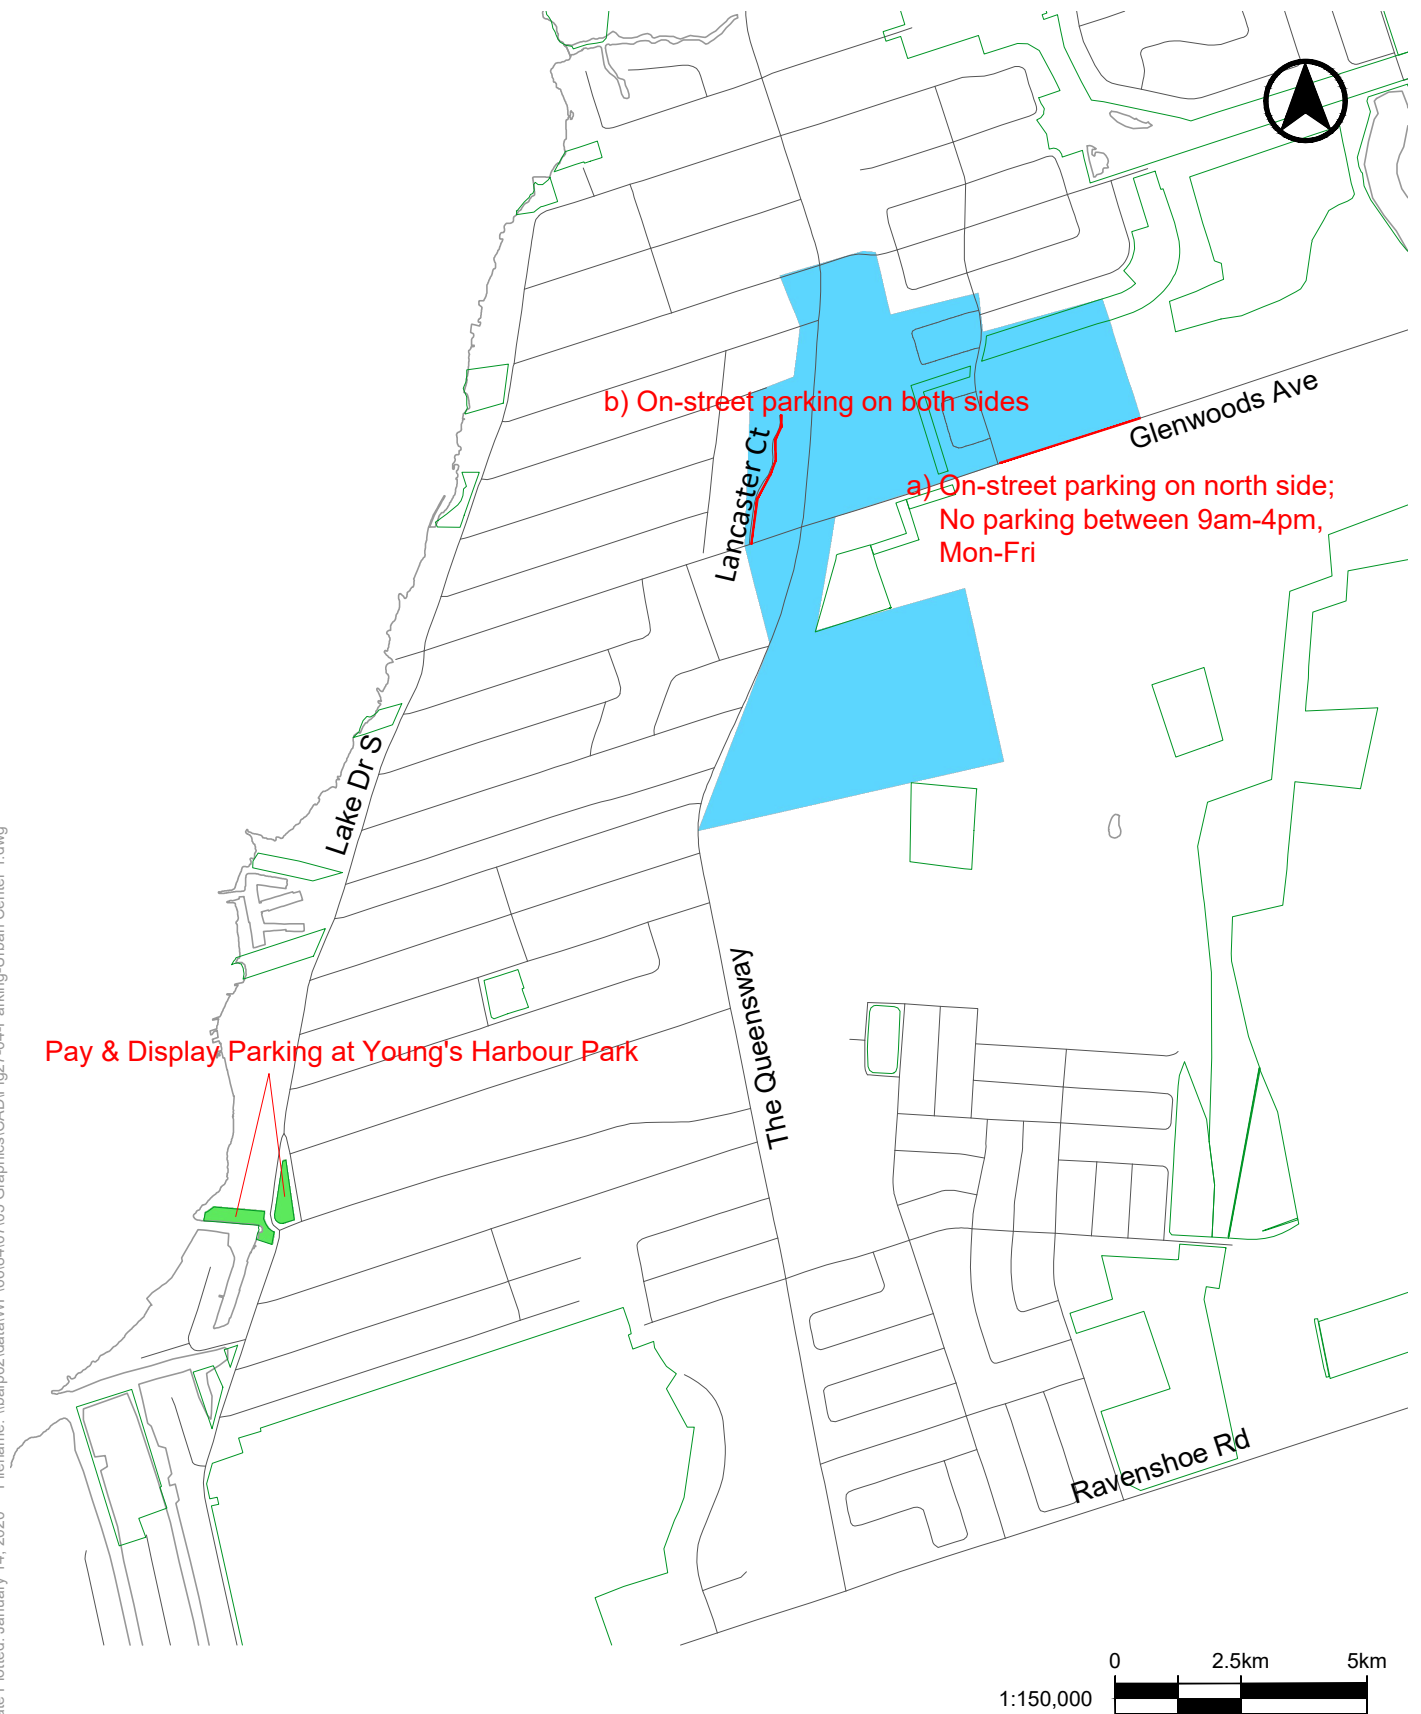 b) On-street parking on both sides
Glenwoods Ave
Lancaster Ct
a) On-street parking on north side;
No parking between 9am-4pm,
Mon-Fri
Lake Dr S
The Queensway
Pay & Display Parking at Young's Harbour Park
Ravenshoe Rd
0 2.5km 5km
1:150,000